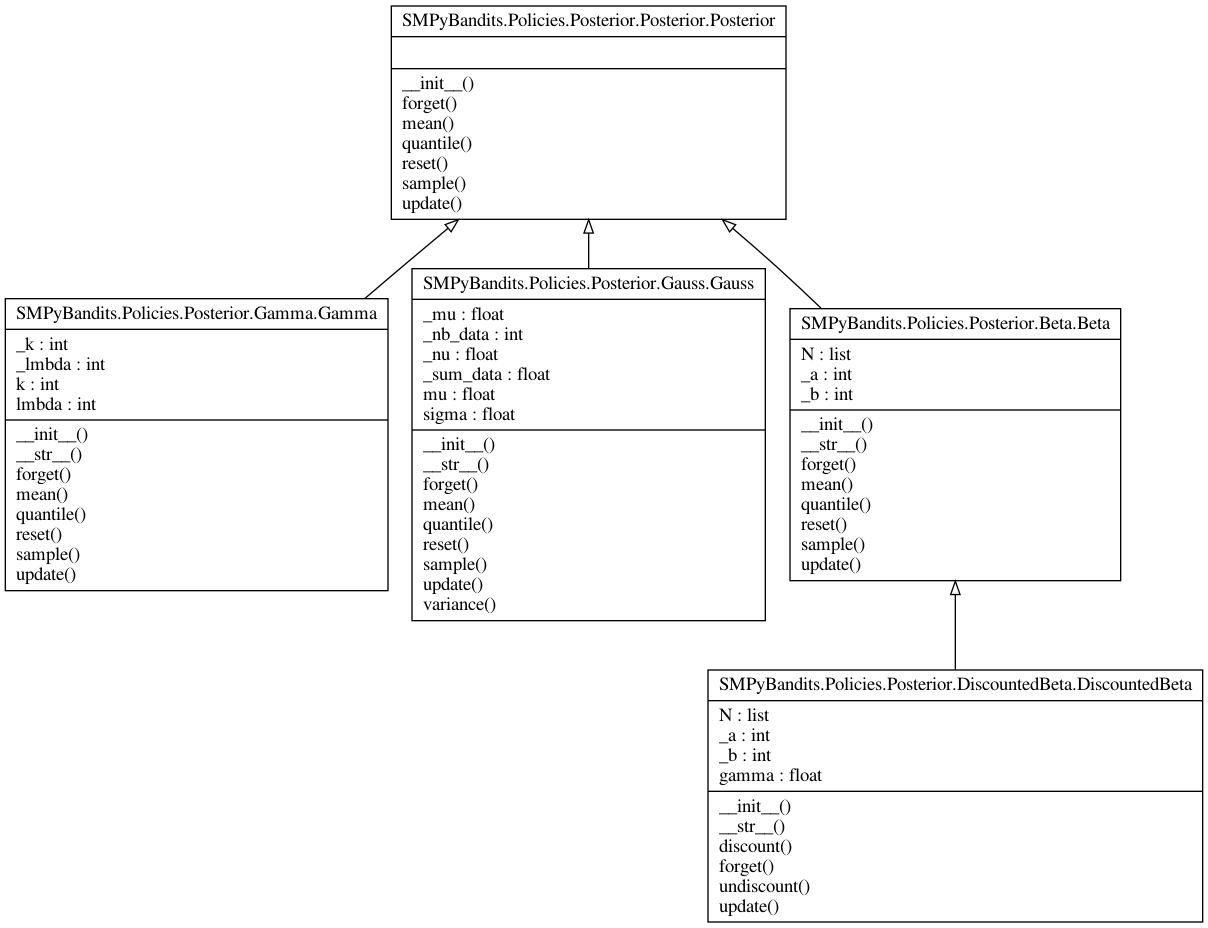 SMPyBandits.Policies.Posterior.Posterior.Posterior
__init__()
forget()
mean()
quantile()
reset()
sample()
update()
SMPyBandits.Policies.Posterior.Gamma.Gamma
_k : int
_lmbda : int
k : int
lmbda : int
__init__()
__str__()
forget()
mean()
quantile()
reset()
sample()
update()
SMPyBandits.Policies.Posterior.Gauss.Gauss
_mu : float
_nb_data : int
_nu : float
_sum_data : float
mu : float
sigma : float
__init__()
__str__()
forget()
mean()
quantile()
reset()
sample()
update()
variance()
SMPyBandits.Policies.Posterior.Beta.Beta
N : list
_a : int
_b : int
__init__()
__str__()
forget()
mean()
quantile()
reset()
sample()
update()
SMPyBandits.Policies.Posterior.DiscountedBeta.DiscountedBeta
N : list
_a : int
_b : int
gamma : float
__init__()
__str__()
discount()
forget()
undiscount()
update()